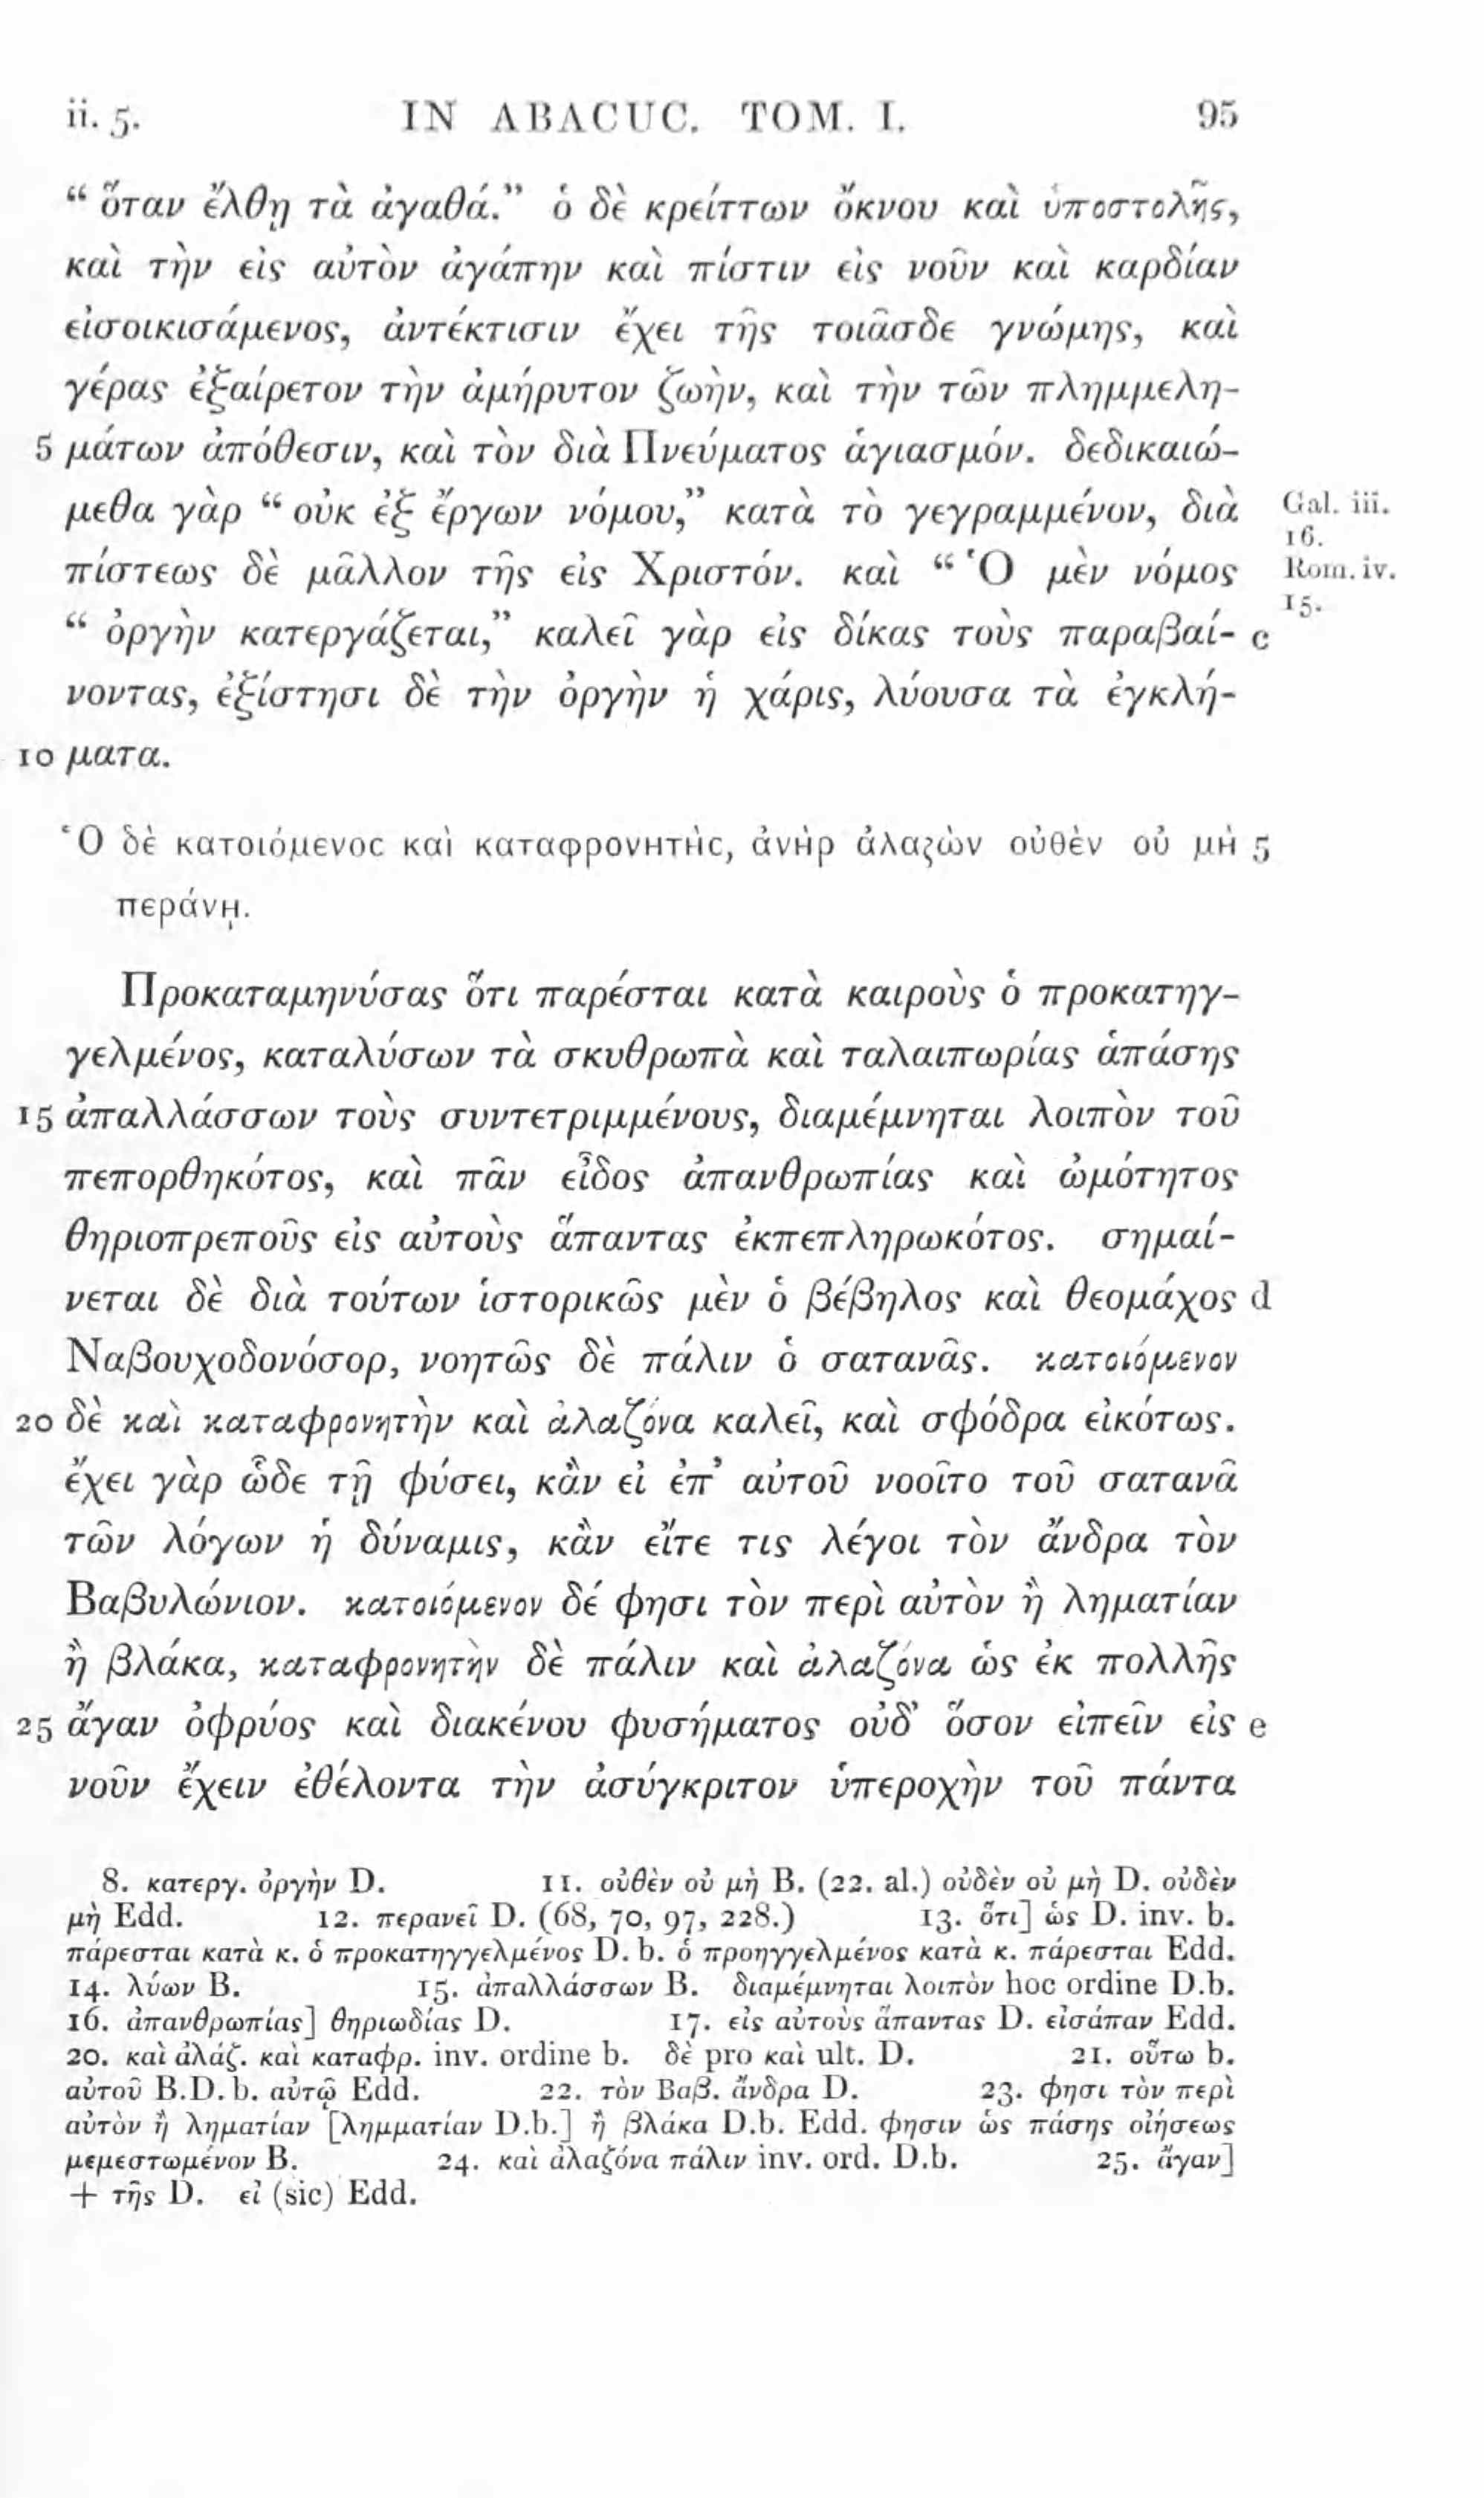 ii. 5. IN ABACUC. TOM. I. 95
“ ὅταν ἔλθῃ τὰ ἀγαθά.” ὁ δὲ κρείττων ὄκνου καὶ ὑποστολῆς,
καὶ τὴν εἰς αὐτὸν ἀγάπην καὶ πίστιν εἰς νοῦν καὶ καρδίαν
εἰσοικισάμενος, ἀντέκτισιν ἔχει τῆς τοιᾶσδε γνώμης, καὶ
γέρας ἐξαίρετον τὴν ἀμήρυτον ζωὴν, καὶ τὴν τῶν πλημμελη-
5 μάτων ἀπόθεσιν, καὶ τὸν διὰ Πνεύματος ἁγιασμόν. δεδικαιώ-
μεθα γὰρ “ οὐκ ἐξ ἔργων νόμου,” κατὰ τὸ γεγραμμένον, διὰ Gal. iii.
16.
πίστεως δὲ μᾶλλον τῆς εἰς Χριστόν. καὶ “ Ὁ μὲν νόμος Rom. iv.
15.
“ ὀργὴν κατεργάζεται,” καλεῖ γὰρ εἰς δίκας τοὺς παραβαί- c
νοντας, ἐξίστησι δὲ τὴν ὀργὴν ἡ χάρις, λύουσα τὰ ἐγκλή-
10 ματα.
Ὁ δὲ κατοιόμενος καὶ καταφρονητὴς, ἀνὴρ ἀλαζὼν οὐθὲν οὐ μὴ 5
περάνῃ.
Προκαταμηνύσας ὅτι παρέσται κατὰ καιροὺς ὁ προκατηγ-
γελμένος, καταλύσων τὰ σκυθρωπὰ καὶ ταλαιπωρίας ἁπάσης
15 ἀπαλλάσσων τοὺς συντετριμμένους, διαμέμνηται λοιπὸν τοῦ
πεπορθηκότος, καὶ πᾶν εἶδος ἀπανθρωπίας καὶ ὠμότητος
θηριοπρεποῦς εἰς αὐτοὺς ἅπαντας ἐκπεπληρωκότος. σημαί-
νεται δὲ διὰ τούτων ἱστορικῶς μὲν ὁ βέβηλος καὶ θεομάχος d
Ναβουχοδονόσορ, νοητῶς δὲ πάλιν ὁ σατανᾶς. κατοιόμενον
20 δὲ καὶ καταφρονητὴν καὶ ἀλαζόνα καλεῖ, καὶ σφόδρα εἰκότως.
ἔχει γὰρ ὧδε τῇ φύσει, κἂν εἰ ἐπ’ αὐτοῦ νοοῖτο τοῦ σατανᾶ
τῶν λόγων ἡ δύναμις, κἂν εἴτε τις λέγοι τὸν ἄνδρα τὸν
Βαβυλώνιον. κατοιόμενον δέ φησι τὸν περὶ αὐτὸν ἢ ληματίαν
ἢ βλάκα, καταφρονητὴν δὲ πάλιν καὶ ἀλαζόνα ὡς ἐκ πολλῆς
25 ἄγαν ὀφρύος καὶ διακένου φυσήματος οὐδ’ ὅσον εἰπεῖν εἰς e
νοῦν ἔχειν ἐθέλοντα τὴν ἀσύγκριτον ὑπεροχὴν τοῦ πάντα
8. κατεργ. ὀργὴν D. 11. οὐθὲν οὐ μὴ B. (22. al.) οὐδὲν οὐ μὴ D. οὐδὲν
μὴ Edd. 12. περανεῖ D. (68, 70, 97, 228.) 13. ὅτι] ὡς D. inv. b.
πάρεσται κατὰ κ. ὁ προκατηγγελμένος D. b. ὁ προηγγελμένος κατὰ κ. πάρεσται Edd.
14. λύων B. 15. ἀπαλλάσσων B. διαμέμνηται λοιπὸν hoc ordine D.b.
16. ἀπανθρωπίας] θηριωδίας D. 17. εἰς αὐτοὺς ἅπαντας D. εἰσάπαν Edd.
20. καὶ ἀλάζ. καὶ καταφρ. inv. ordine b. δὲ pro καὶ ult. D. 21. οὕτω b.
αὐτοῦ B.D.b. αὐτῷ Edd. 22. τὸν Βαβ. ἄνδρα D. 23. φησι τὸν περὶ
αὐτὸν ἢ ληματίαν [λημματίαν D.b.] ἢ βλάκα D.b. Edd. φησιν ὡς πάσης οἰήσεως
μεμεστωμένον B. 24. καὶ ἀλαζόνα πάλιν inv. ord. D.b. 25. ἄγαν]
+ τῆς D. εἰ (sic) Edd.